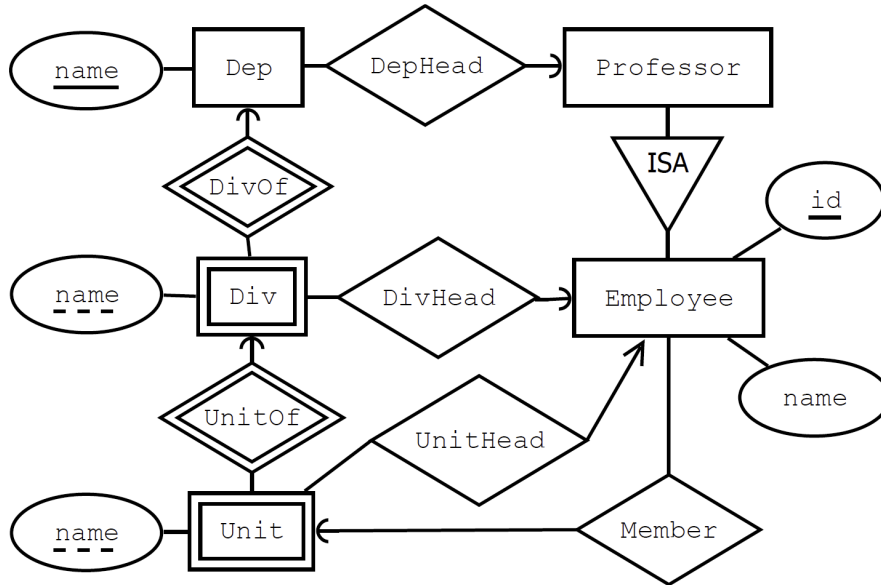 name
Dep
DepHead
Professor
ISA
DivOf
id
name
Div
DivHead
Employee
UnitOf
UnitHead
name
name
Unit
Member